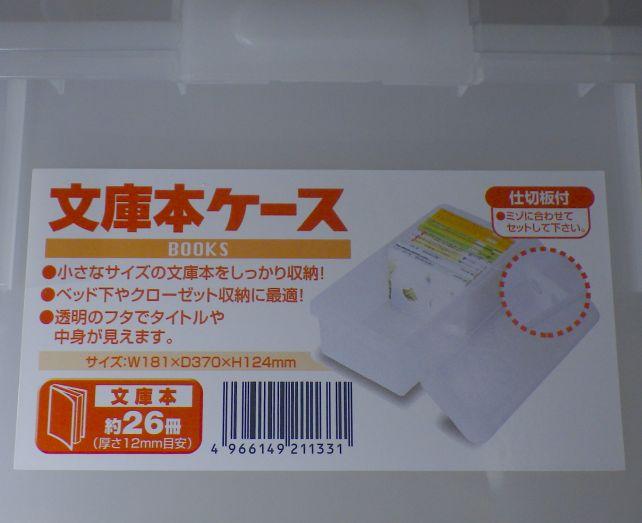 文庫本ケース
BOOKS
●小さなサイズの文庫本をしっかり収納!
●ベッド下やクローゼット収納に最適!
●透明のフタでタイトルや
中身が見えます。
サイズ:W181×D370×H124mm
文庫本
約26冊
(厚さ12mm目安)
4 966149 211331
仕切板付
●ミゾに合わせて
セットして下さい。